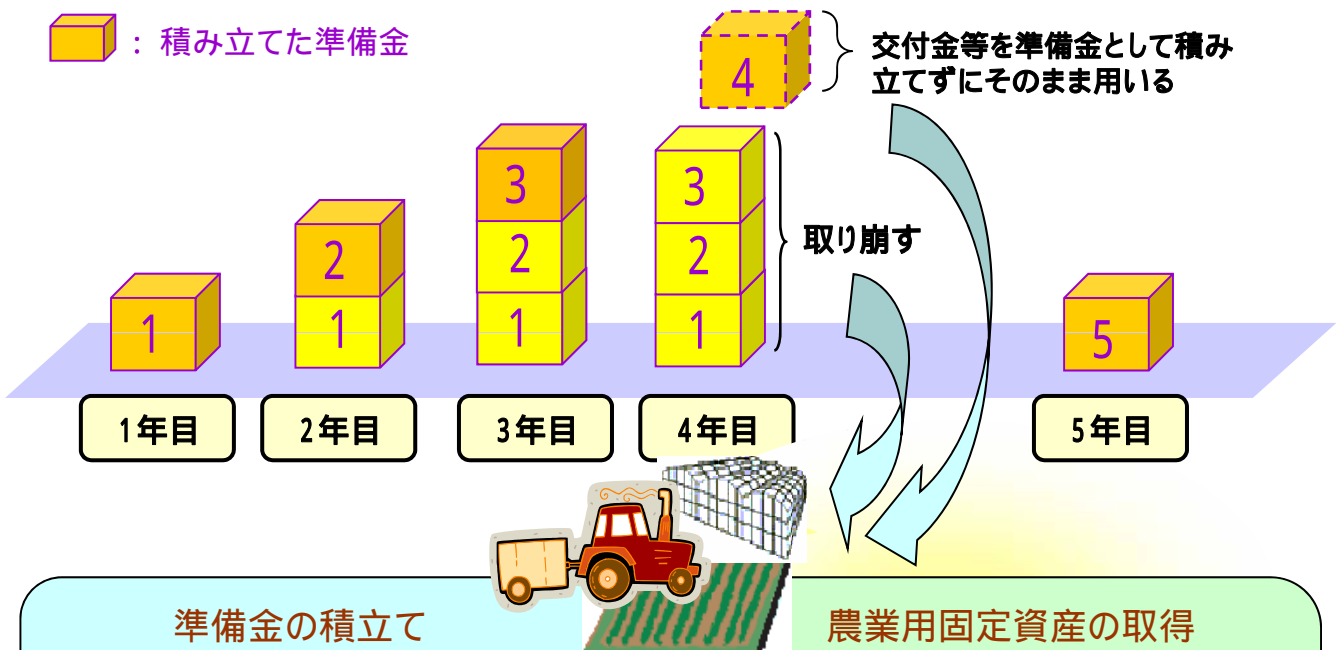 ：積み立てた準備金
4
交付金等を準備金として積み
立てずにそのまま用いる
3
3
2
2
2
取り崩す
1
1
1
1
5
1年目
2年目
3年目
4年目
5年目
準備金の積立て
農業用固定資産の取得